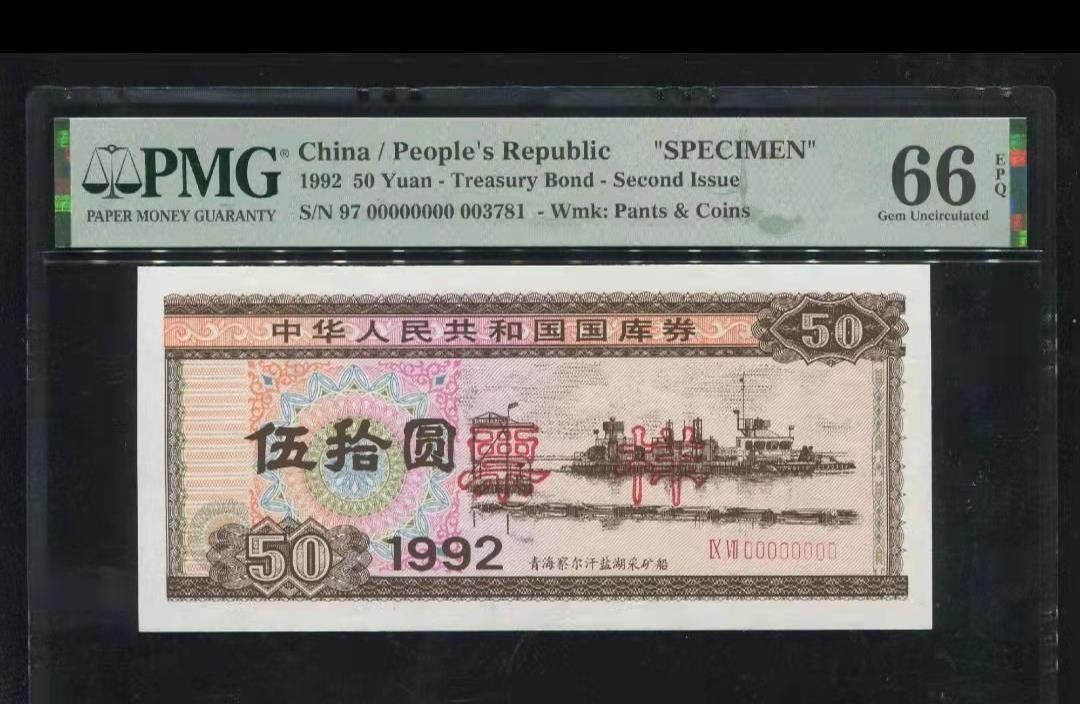 PMG®
PAPER MONEY GUARANTY
China / People's Republic "SPECIMEN"
1992 50 Yuan - Treasury Bond - Second Issue
S/N 97 00000000 003781 - Wmk: Pants & Coins
66
EPQ
Gem Uncirculated
中华人民共和国国库券
50
伍拾圆
票样
50
1992
青海察尔汗盐湖采矿船
IX VII 00000000